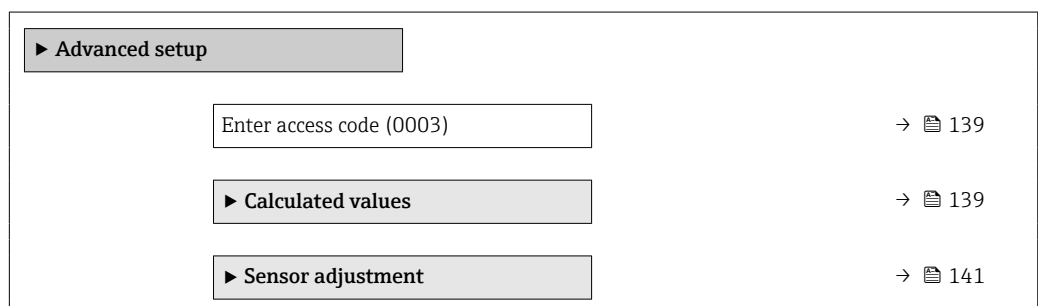 ▶ Advanced setup
Enter access code (0003) → 139
▶ Calculated values → 139
▶ Sensor adjustment → 141